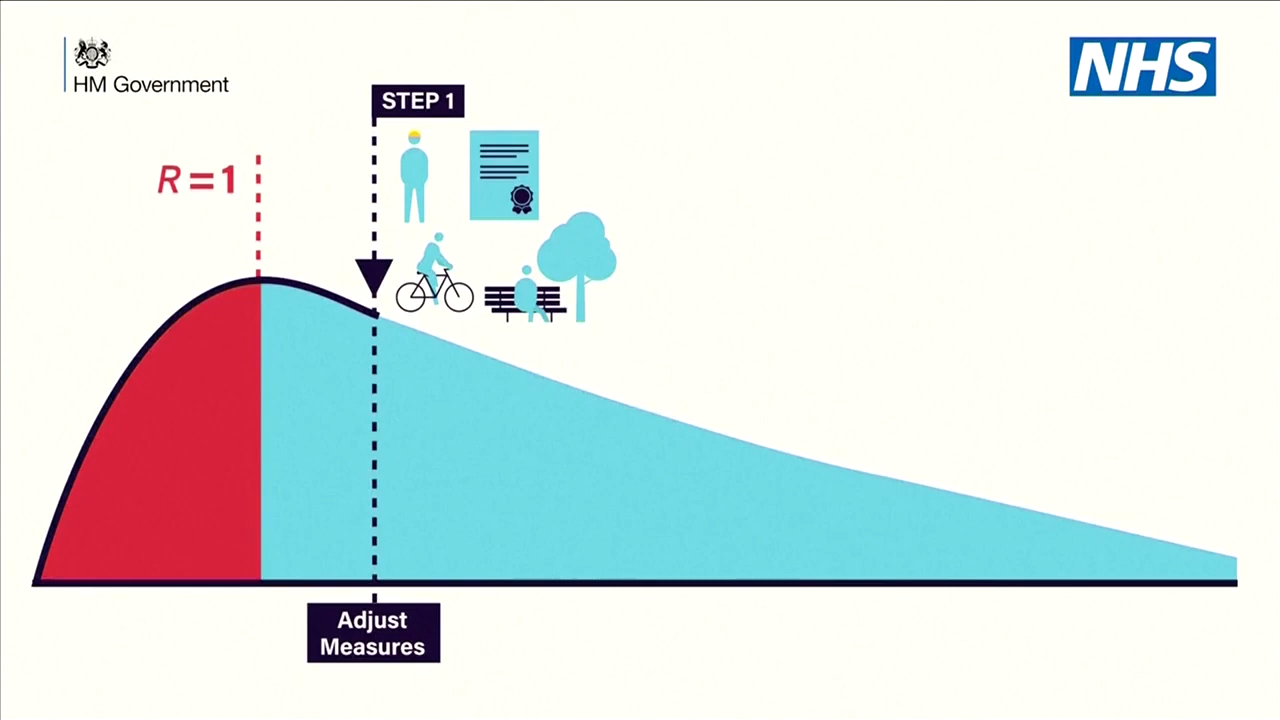 HM Government
NHS
STEP 1
R=1
Adjust
Measures